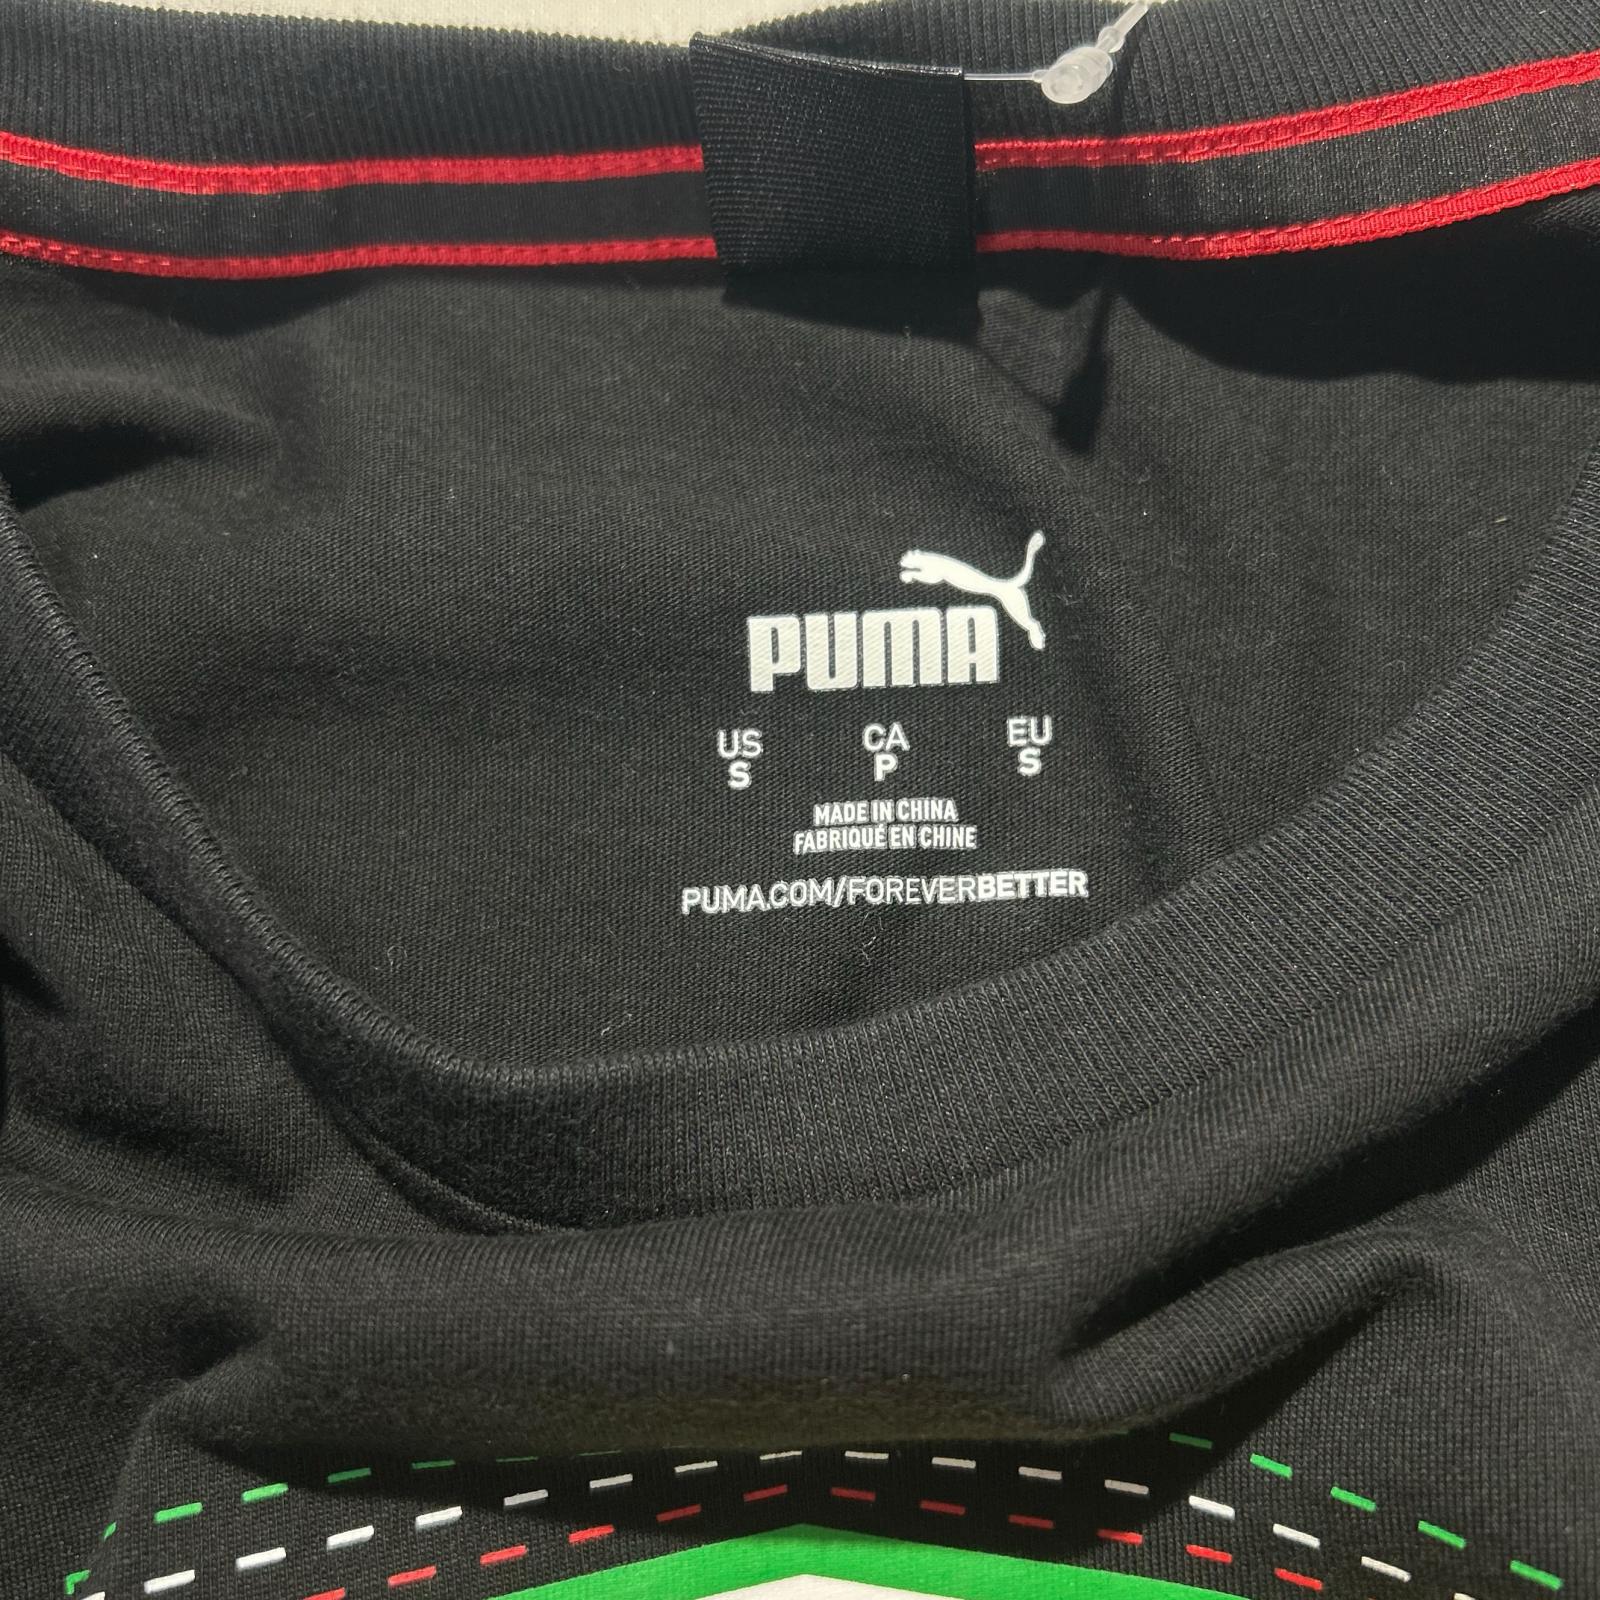 PUMA
US CA EU
S P S
MADE IN CHINA
FABRIQUÉ EN CHINE
PUMA.COM/FOREVERBETTER